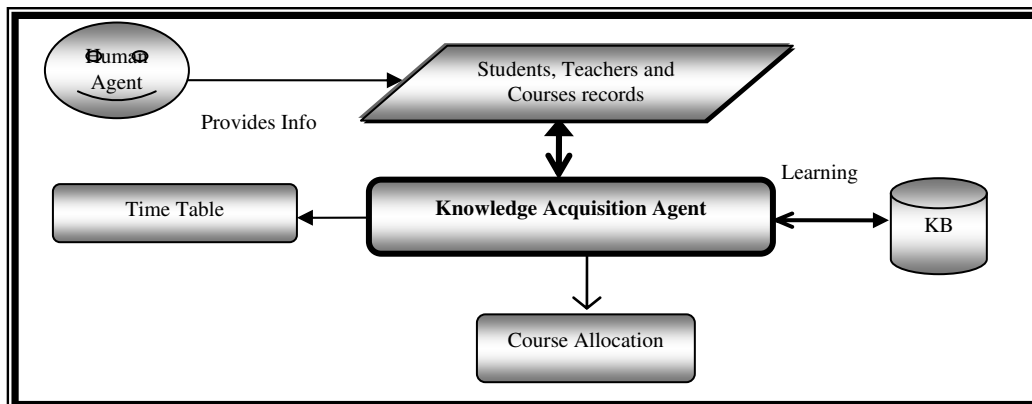 Human
Agent
Students, Teachers and
Courses records
Provides Info
Learning
Time Table
Knowledge Acquisition Agent
KB
Course Allocation